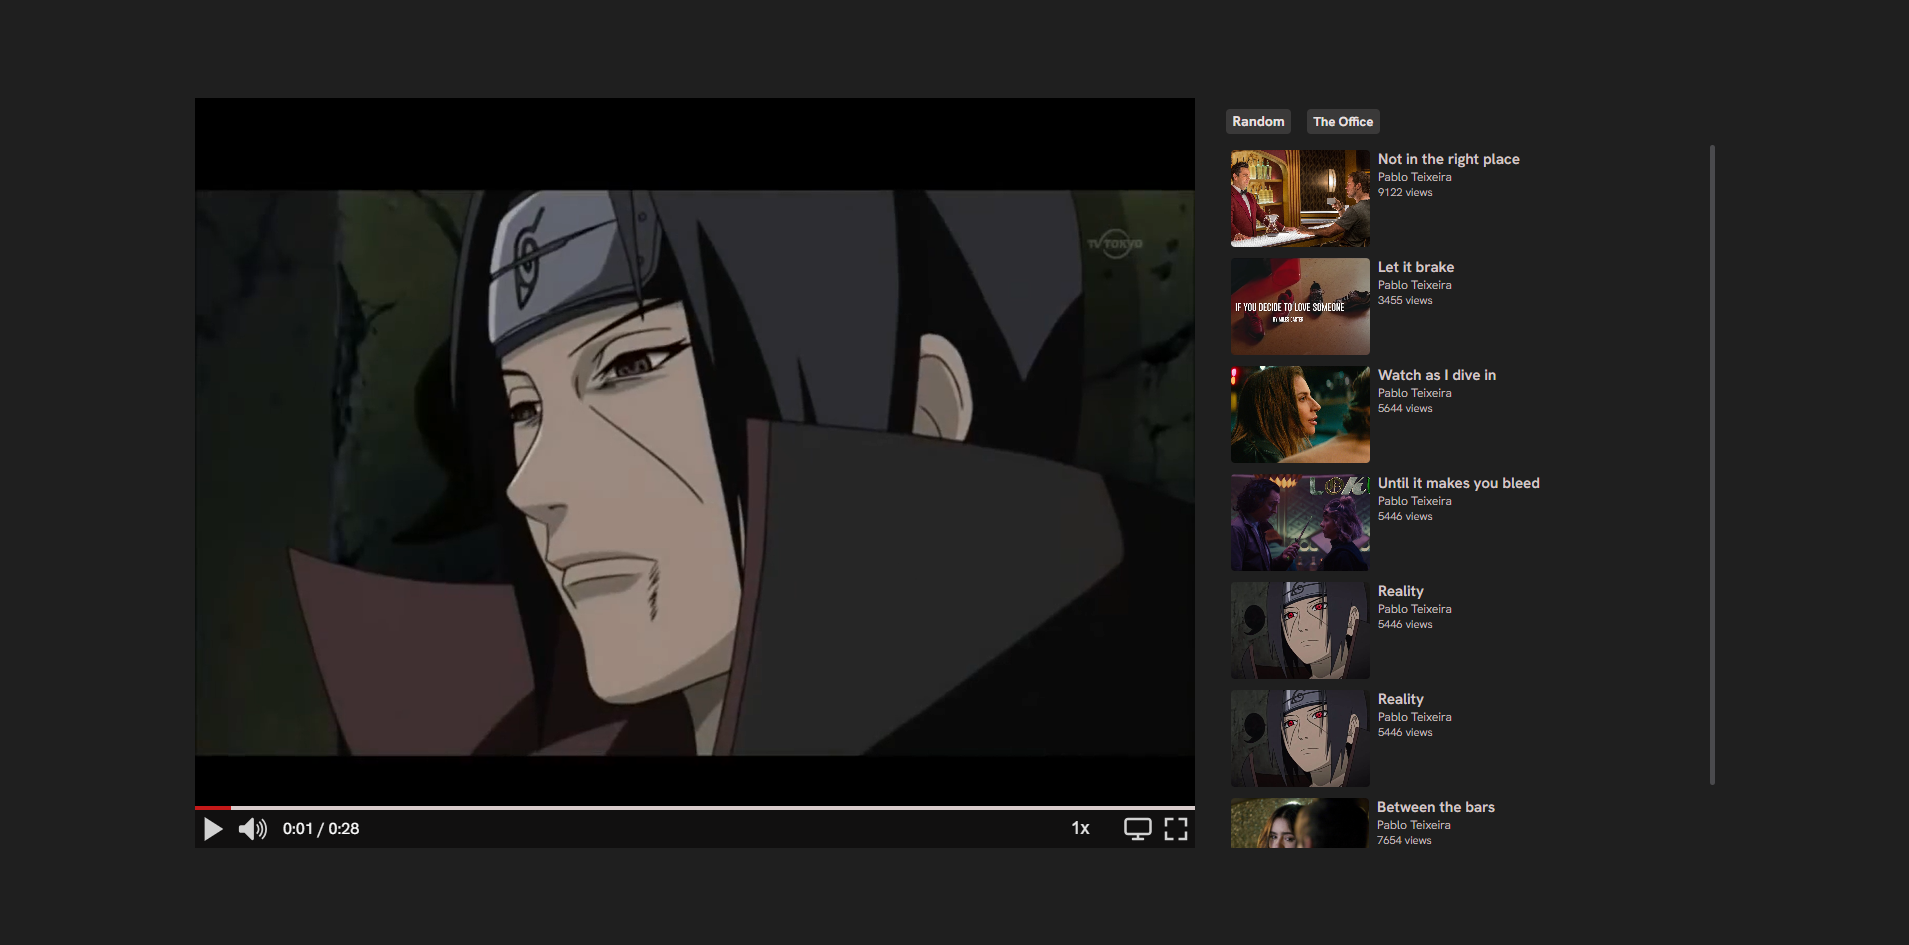 TV TOKYO
0:01 / 0:28
1x
Random
The Office
Not in the right place
Pablo Teixeira
9122 views
IF YOU DECIDE TO LOVE SOMEONE
Let it brake
Pablo Teixeira
3455 views
Watch as I dive in
Pablo Teixeira
5644 views
LOKI
Until it makes you bleed
Pablo Teixeira
5446 views
Reality
Pablo Teixeira
5446 views
Reality
Pablo Teixeira
5446 views
Between the bars
Pablo Teixeira
7654 views